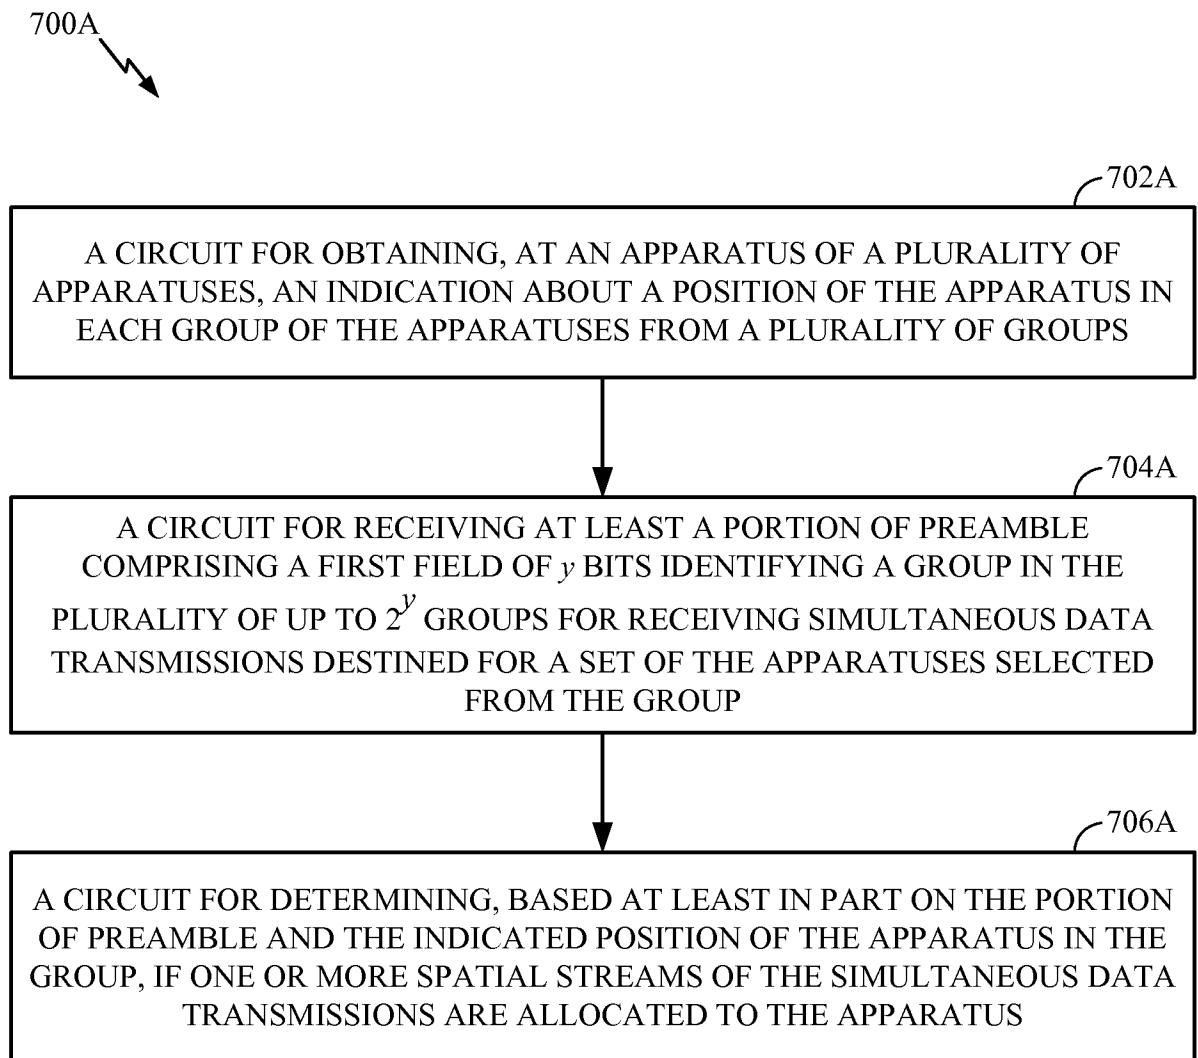 700A
702A
A CIRCUIT FOR OBTAINING, AT AN APPARATUS OF A PLURALITY OF
APPARATUSES, AN INDICATION ABOUT A POSITION OF THE APPARATUS IN
EACH GROUP OF THE APPARATUSES FROM A PLURALITY OF GROUPS
704A
A CIRCUIT FOR RECEIVING AT LEAST A PORTION OF PREAMBLE
COMPRISING A FIRST FIELD OF y BITS IDENTIFYING A GROUP IN THE
PLURALITY OF UP TO 2^y GROUPS FOR RECEIVING SIMULTANEOUS DATA
TRANSMISSIONS DESTINED FOR A SET OF THE APPARATUSES SELECTED
FROM THE GROUP
706A
A CIRCUIT FOR DETERMINING, BASED AT LEAST IN PART ON THE PORTION
OF PREAMBLE AND THE INDICATED POSITION OF THE APPARATUS IN THE
GROUP, IF ONE OR MORE SPATIAL STREAMS OF THE SIMULTANEOUS DATA
TRANSMISSIONS ARE ALLOCATED TO THE APPARATUS